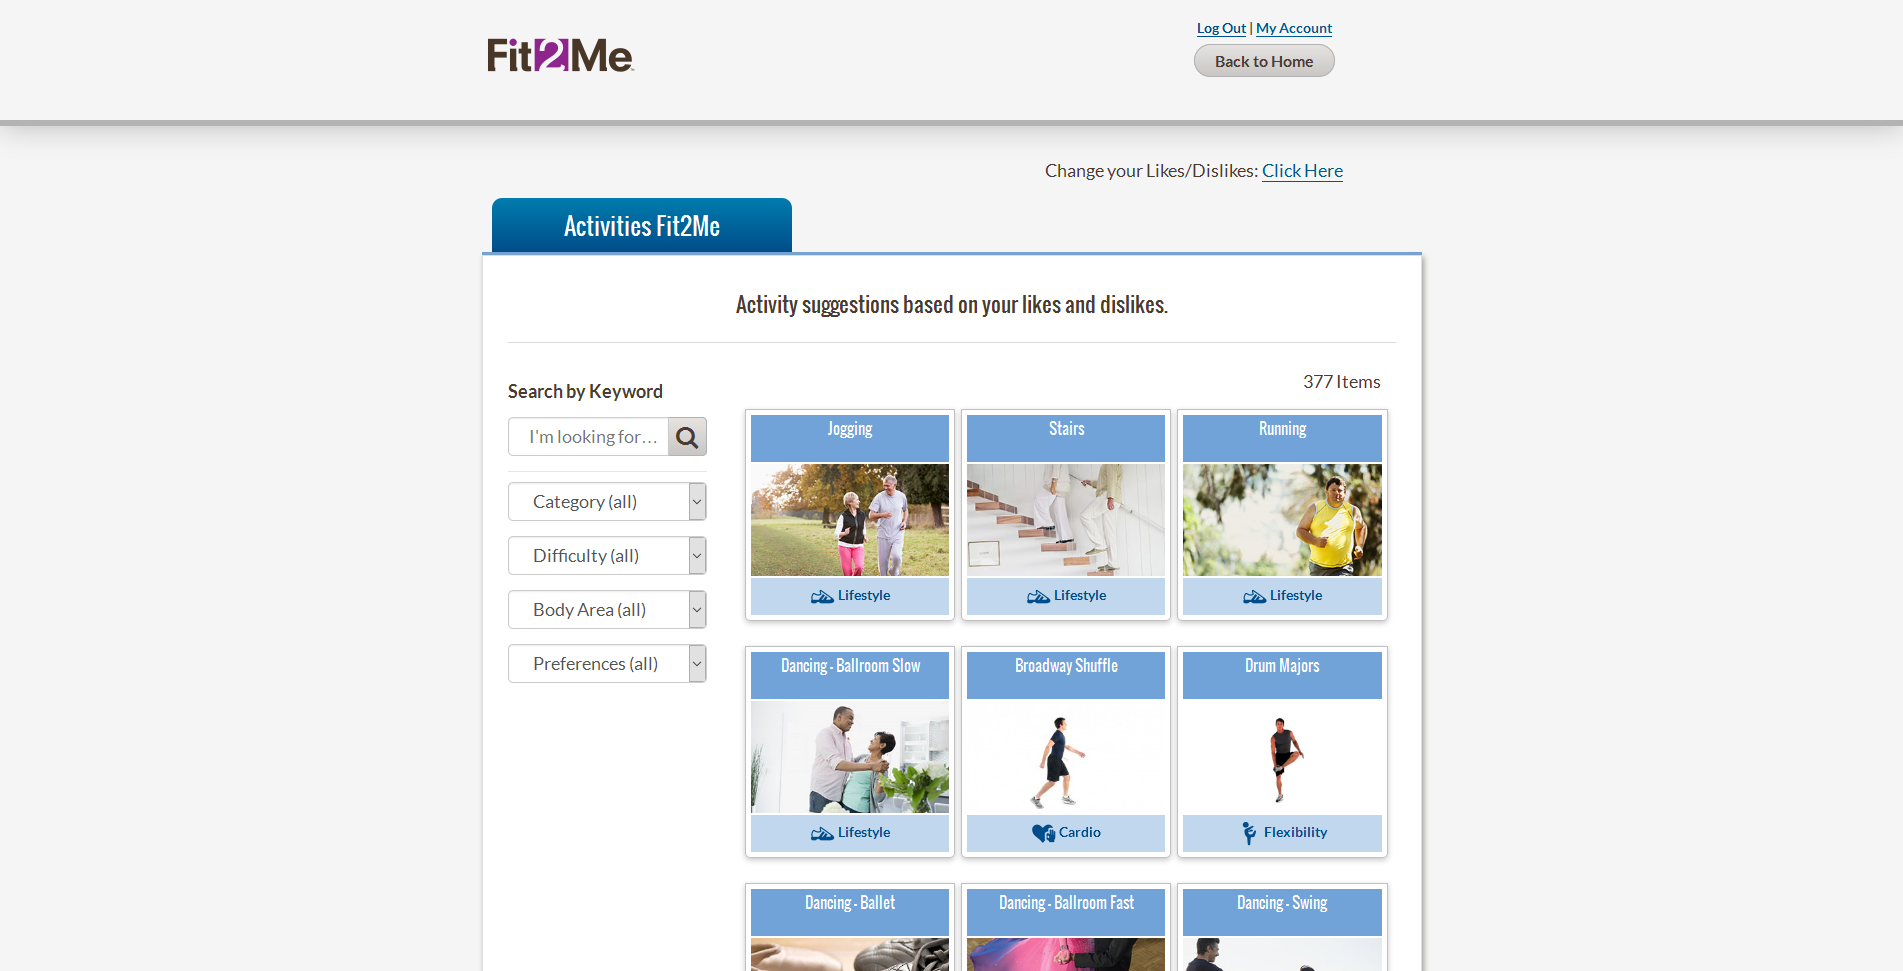 Log Out | My Account
Fit2Me
Back to Home
Change your Likes/Dislikes: Click Here
Activities Fit2Me
Activity suggestions based on your likes and dislikes.
377 Items
Search by Keyword
I'm looking for...
Category (all)
Difficulty (all)
Body Area (all)
Preferences (all)
Jogging Stairs Running
Lifestyle Lifestyle Lifestyle
Dancing - Ballroom Slow Broadway Shuffle Drum Majors
Lifestyle Cardio Flexibility
Dancing - Ballet Dancing - Ballroom Fast Dancing - Swing